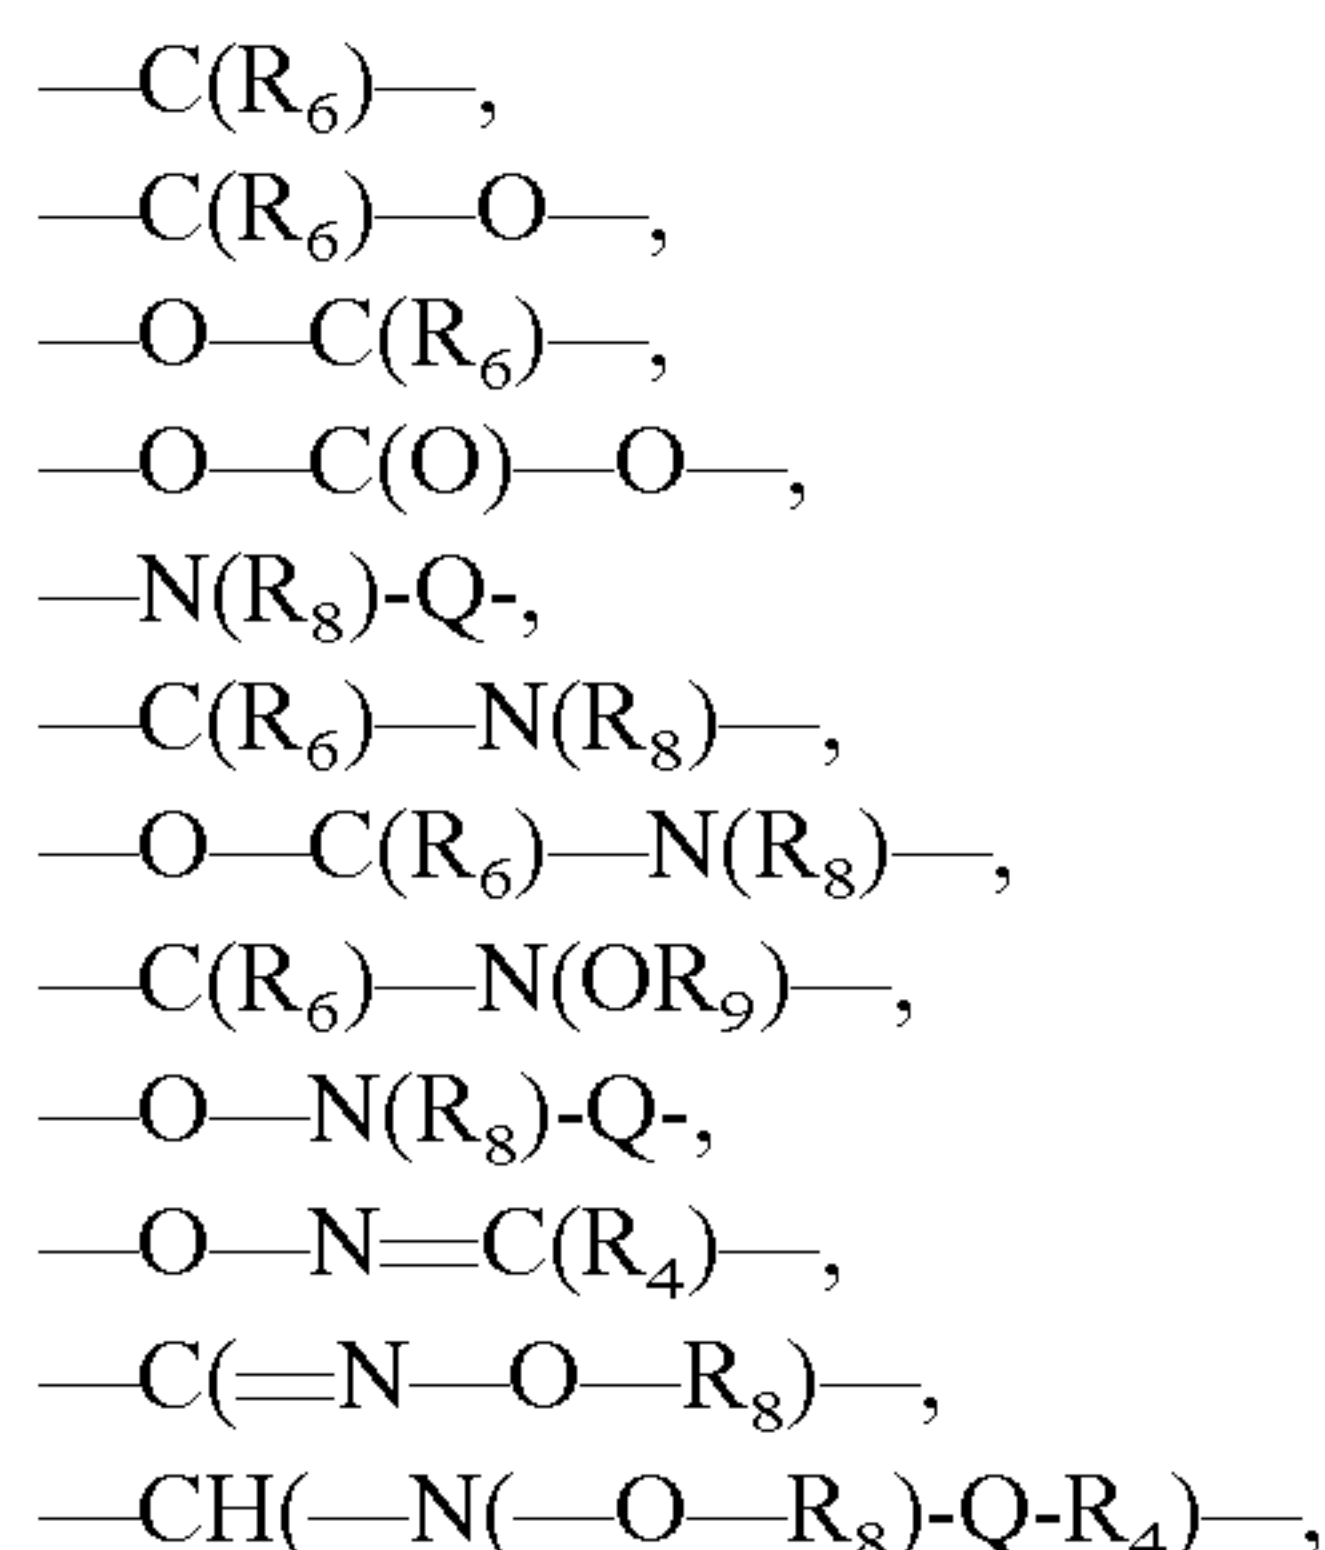 —C(R₆)—,
—C(R₆)—O—,
—O—C(R₆)—,
—O—C(O)—O—,
—N(R₈)-Q-,
—C(R₆)—N(R₈)—,
—O—C(R₆)—N(R₈)—,
—C(R₆)—N(OR₉)—,
—O—N(R₈)-Q-,
—O—N=C(R₄)—,
—C(=N—O—R₈)—,
—CH(—N(—O—R₈)-Q-R₄)—,